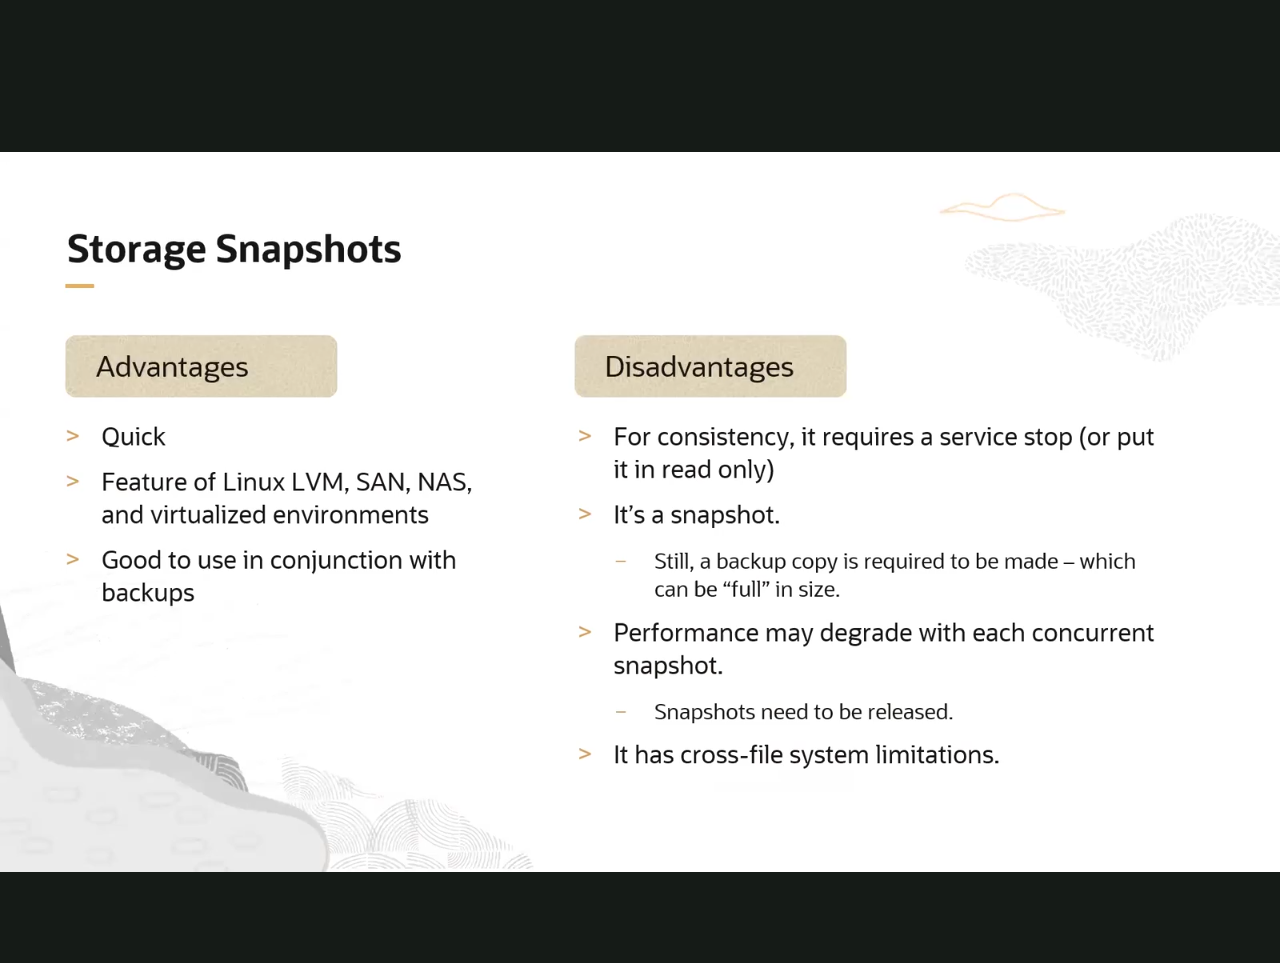 Storage Snapshots
Advantages
> Quick
> Feature of Linux LVM, SAN, NAS,
and virtualized environments
> Good to use in conjunction with
backups
Disadvantages
> For consistency, it requires a service stop (or put
it in read only)
> It’s a snapshot.
– Still, a backup copy is required to be made – which
can be “full” in size.
> Performance may degrade with each concurrent
snapshot.
– Snapshots need to be released.
> It has cross-file system limitations.